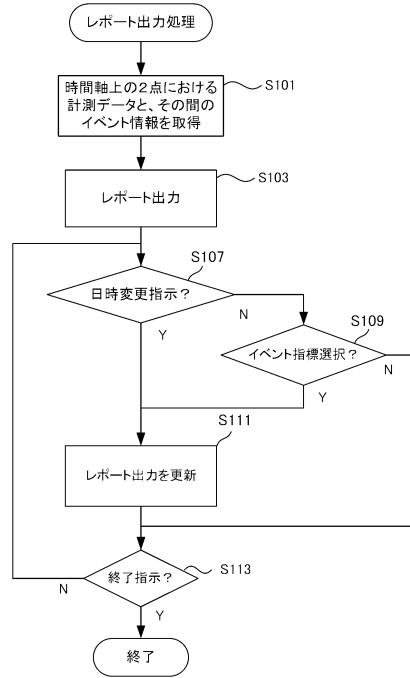 レポート出力処理
時間軸上の2点における
計測データと、その間の
イベント情報を取得
S101
レポート出力
S103
日時変更指示？
S107
N
Y
イベント指標選択？
S109
N
Y
レポート出力を更新
S111
終了指示？
S113
N
Y
終了